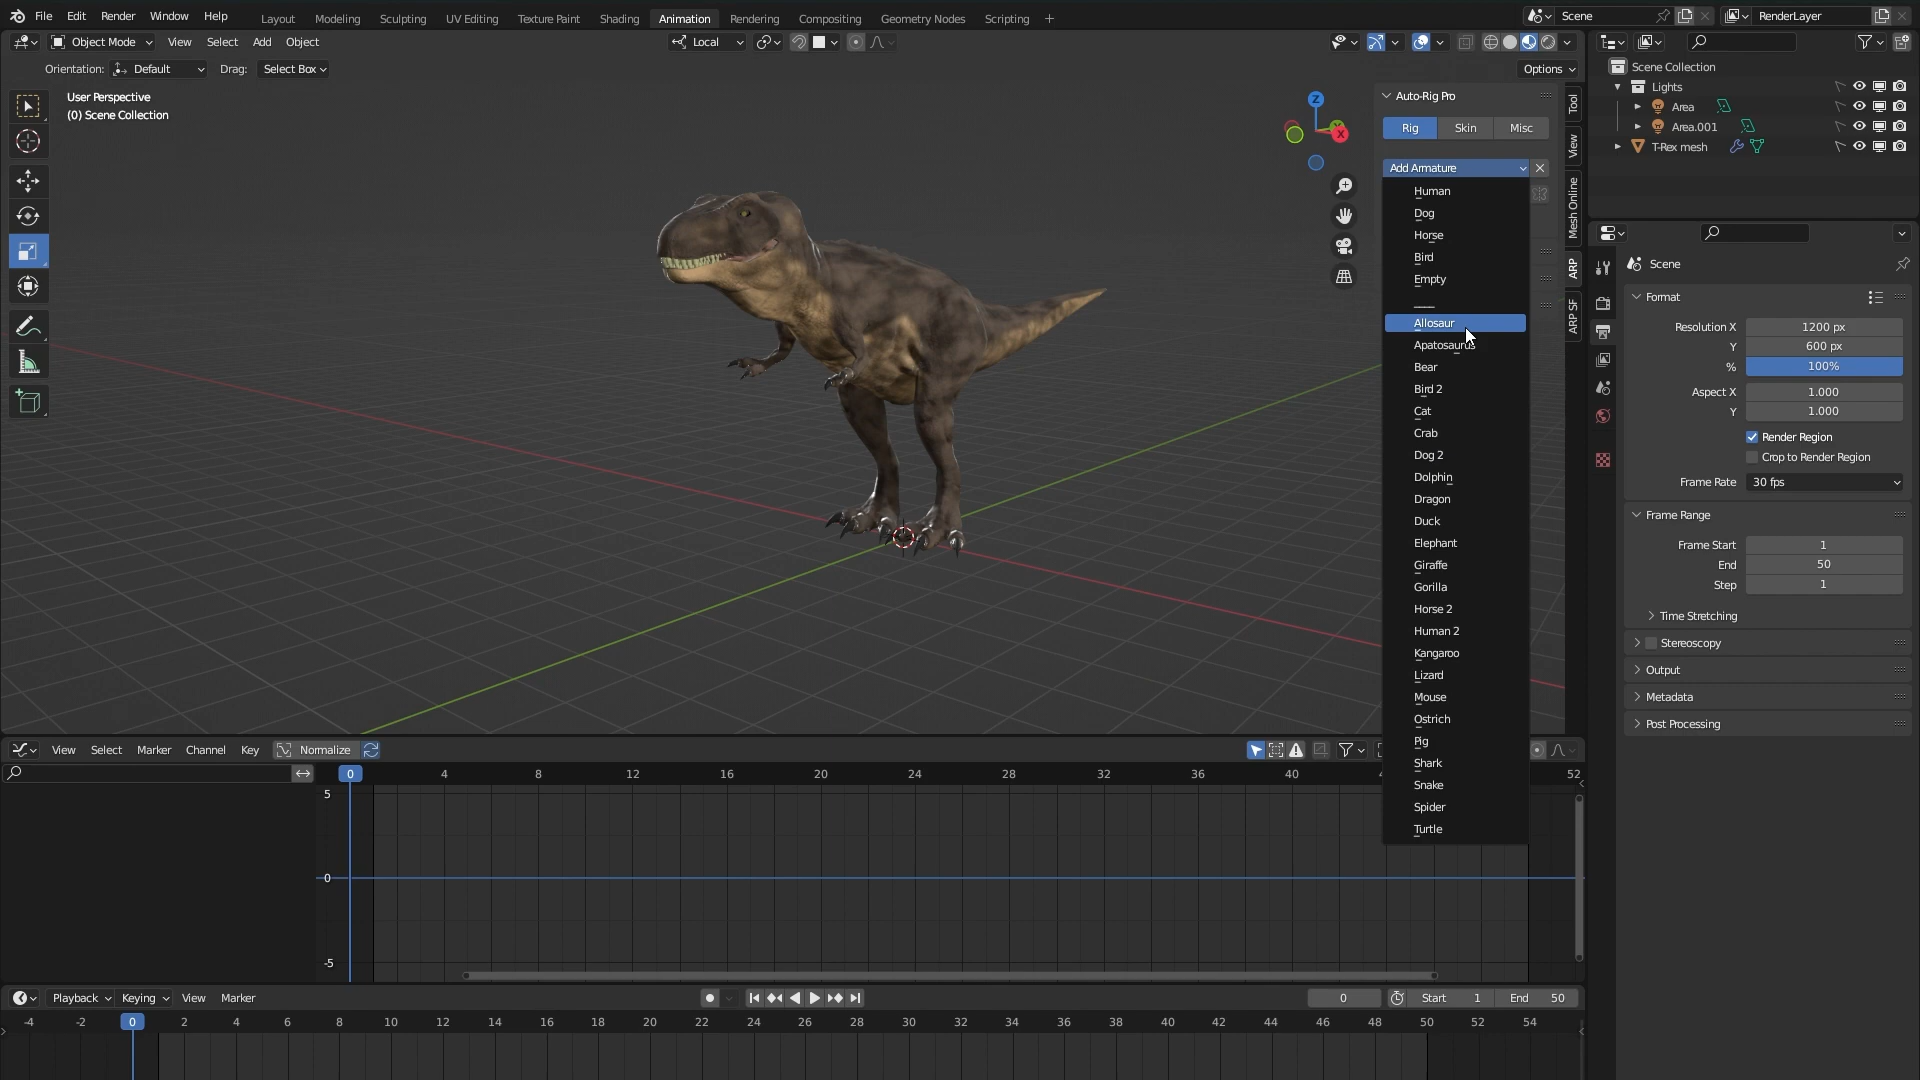 File Edit Render Window Help Layout Modeling Sculpting UV Editing Texture Paint Shading Animation Rendering Compositing Geometry Nodes Scripting + Scene RenderLayer
Object Mode View Select Add Object Local
Orientation: Default Drag: Select Box Options
User Perspective
(0) Scene Collection
Z
X
Auto-Rig Pro
Rig Skin Misc
Add Armature
Human
Dog
Horse
Bird
Empty
Allosaur
Apatosaurus
Bear
Bird 2
Cat
Crab
Dog 2
Dolphin
Dragon
Duck
Elephant
Giraffe
Gorilla
Horse 2
Human 2
Kangaroo
Lizard
Mouse
Ostrich
Pig
Shark
Snake
Spider
Turtle
Tool
View
Mesh Online
ARP
ARP SF
Scene Collection
Lights
Area
Area.001
T-Rex mesh
Scene
Format
Resolution X 1200 px
Y 600 px
% 100%
Aspect X 1.000
Y 1.000
Render Region
Crop to Render Region
Frame Rate 30 fps
Frame Range
Frame Start 1
End 50
Step 1
Time Stretching
Stereoscopy
Output
Metadata
Post Processing
View Select Marker Channel Key Normalize
0 4 8 12 16 20 24 28 32 36 40 52
5
0
-5
Playback Keying View Marker 0 Start 1 End 50
-4 -2 0 2 4 6 8 10 12 14 16 18 20 22 24 26 28 30 32 34 36 38 40 42 44 46 48 50 52 54